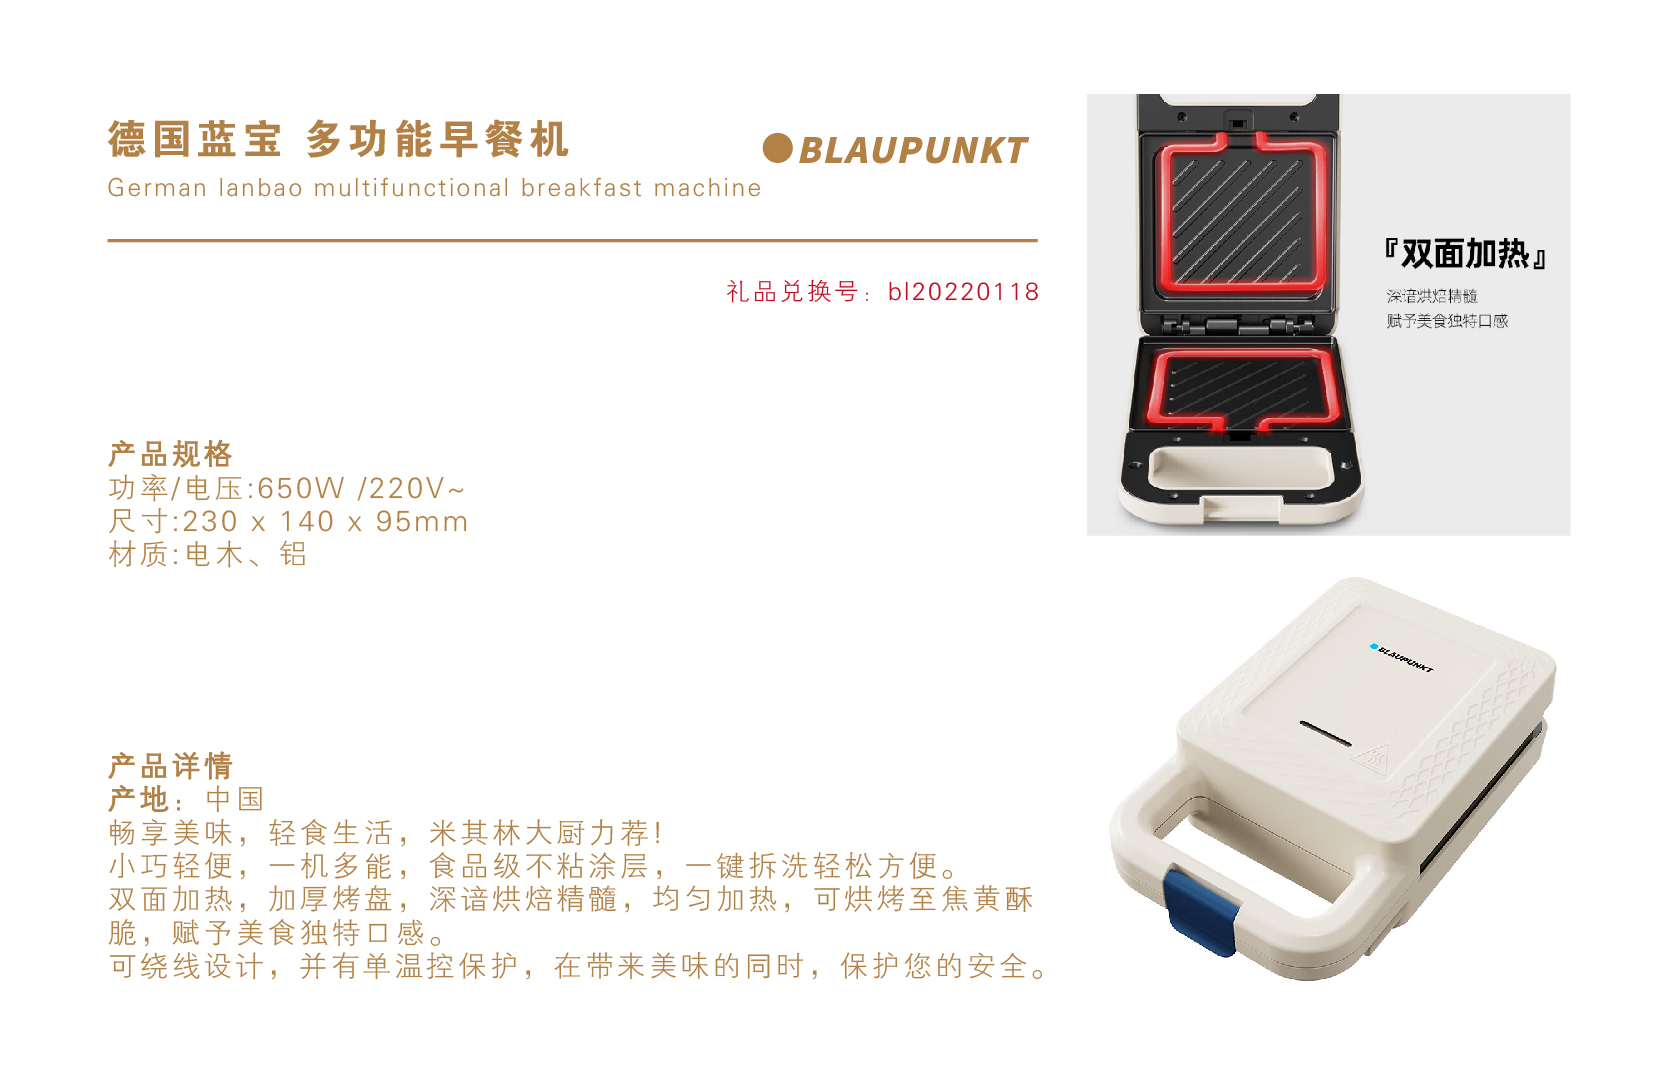 德国蓝宝 多功能早餐机
German lanbao multifunctional breakfast machine
BLAUPUNKT
礼品兑换号：bl20220118
产品规格
功率/电压:650W /220V~
尺寸:230 x 140 x 95mm
材质:电木、铝
产品详情
产地：中国
畅享美味，轻食生活，米其林大厨力荐!
小巧轻便，一机多能，食品级不粘涂层，一键拆洗轻松方便。
双面加热，加厚烤盘，深谙烘焙精髓，均匀加热，可烘烤至焦黄酥
脆，赋予美食独特口感。
可绕线设计，并有单温控保护，在带来美味的同时，保护您的安全。
『双面加热』
深谙烘焙精髓
赋予美食独特口感
BLAUPUNKT